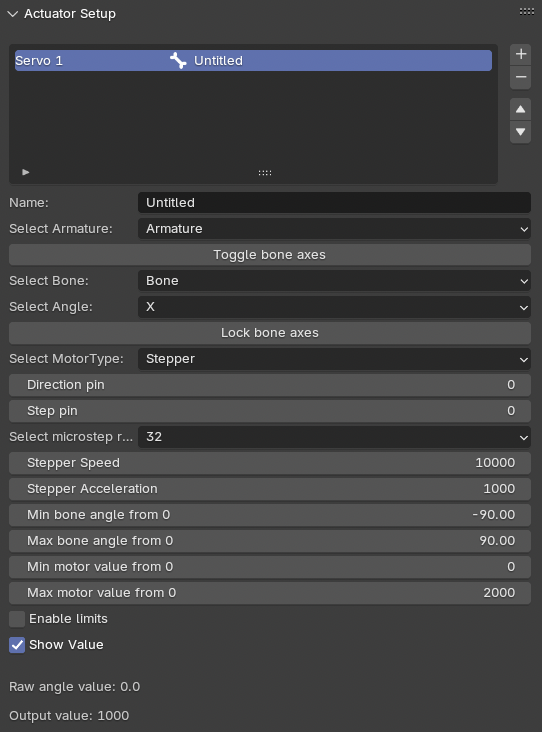 Actuator Setup
Servo 1 Untitled
Name: Untitled
Select Armature: Armature
Toggle bone axes
Select Bone: Bone
Select Angle: X
Lock bone axes
Select MotorType: Stepper
Direction pin 0
Step pin 0
Select microstep r... 32
Stepper Speed 10000
Stepper Acceleration 1000
Min bone angle from 0 -90.00
Max bone angle from 0 90.00
Min motor value from 0 0
Max motor value from 0 2000
Enable limits
Show Value
Raw angle value: 0.0
Output value: 1000